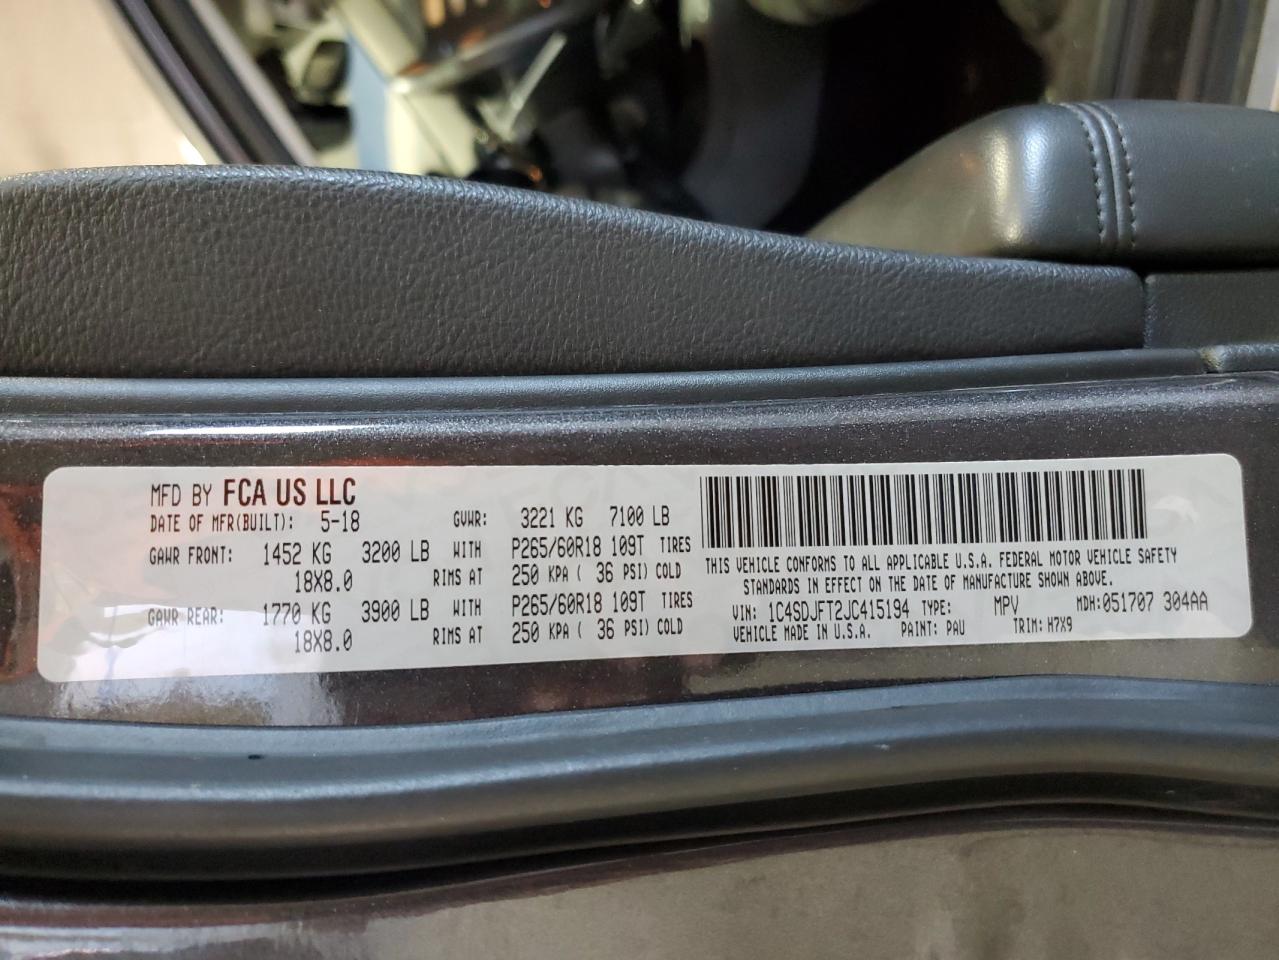 MFD BY FCA US LLC
DATE OF MFR(BUILT): 5-18 GVWR: 3221 KG 7100 LB
GAWR FRONT: 1452 KG 3200 LB WITH P265/60R18 109T TIRES
18X8.0 RIMS AT 250 KPA ( 36 PSI) COLD
GAWR REAR: 1770 KG 3900 LB WITH P265/60R18 109T TIRES
18X8.0 RIMS AT 250 KPA ( 36 PSI) COLD
THIS VEHICLE CONFORMS TO ALL APPLICABLE U.S.A. FEDERAL MOTOR VEHICLE SAFETY
STANDARDS IN EFFECT ON THE DATE OF MANUFACTURE SHOWN ABOVE.
VIN: 1C4SDJFT2JC415194 TYPE: MPV MDH:051707 304AA
VEHICLE MADE IN U.S.A. PAINT: PAU TRIM: H7X9